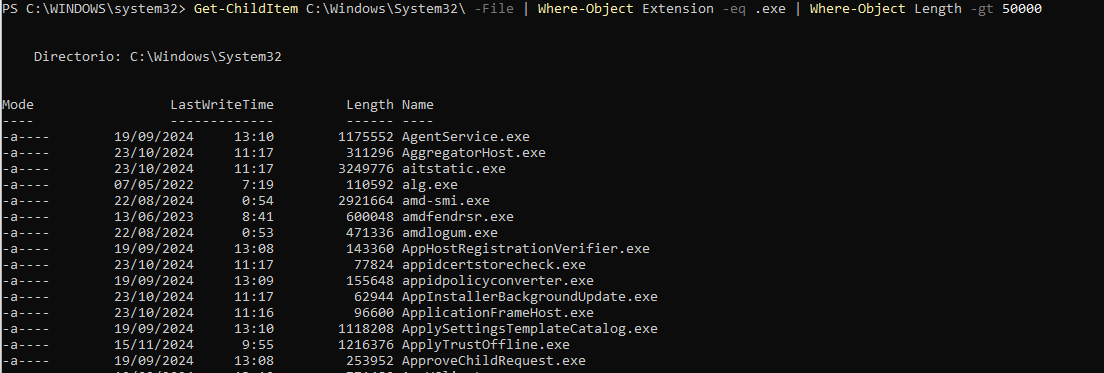 PS C:\WINDOWS\system32> Get-ChildItem C:\Windows\System32\ -File | Where-Object Extension -eq .exe | Where-Object Length -gt 50000
Directorio: C:\Windows\System32
Mode LastWriteTime Length Name
---- ------------- ------ ----
-a---- 19/09/2024 13:10 1175552 AgentService.exe
-a---- 23/10/2024 11:17 311296 AggregatorHost.exe
-a---- 23/10/2024 11:17 3249776 aitstatic.exe
-a---- 07/05/2022 7:19 110592 alg.exe
-a---- 22/08/2024 0:54 2921664 amd-smi.exe
-a---- 13/06/2023 8:41 600048 amdfendrsr.exe
-a---- 22/08/2024 0:53 471336 amdlogum.exe
-a---- 19/09/2024 13:08 143360 AppHostRegistrationVerifier.exe
-a---- 23/10/2024 11:17 77824 appidcertstorecheck.exe
-a---- 19/09/2024 13:09 155648 appidpolicyconverter.exe
-a---- 23/10/2024 11:17 62944 AppInstallerBackgroundUpdate.exe
-a---- 23/10/2024 11:16 96600 ApplicationFrameHost.exe
-a---- 19/09/2024 13:10 1118208 ApplySettingsTemplateCatalog.exe
-a---- 15/11/2024 9:55 1216376 ApplyTrustOffline.exe
-a---- 19/09/2024 13:08 253952 ApproveChildRequest.exe